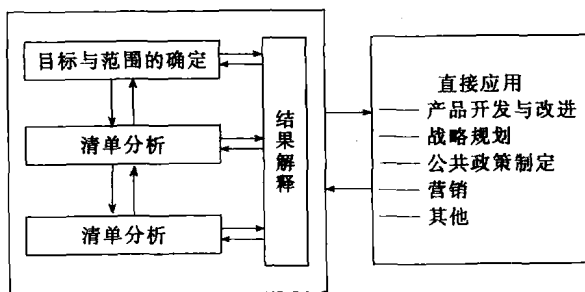 目标与范围的确定
清单分析
清单分析
结果解释
直接应用
产品开发与改进
战略规划
公共政策制定
营销
其他